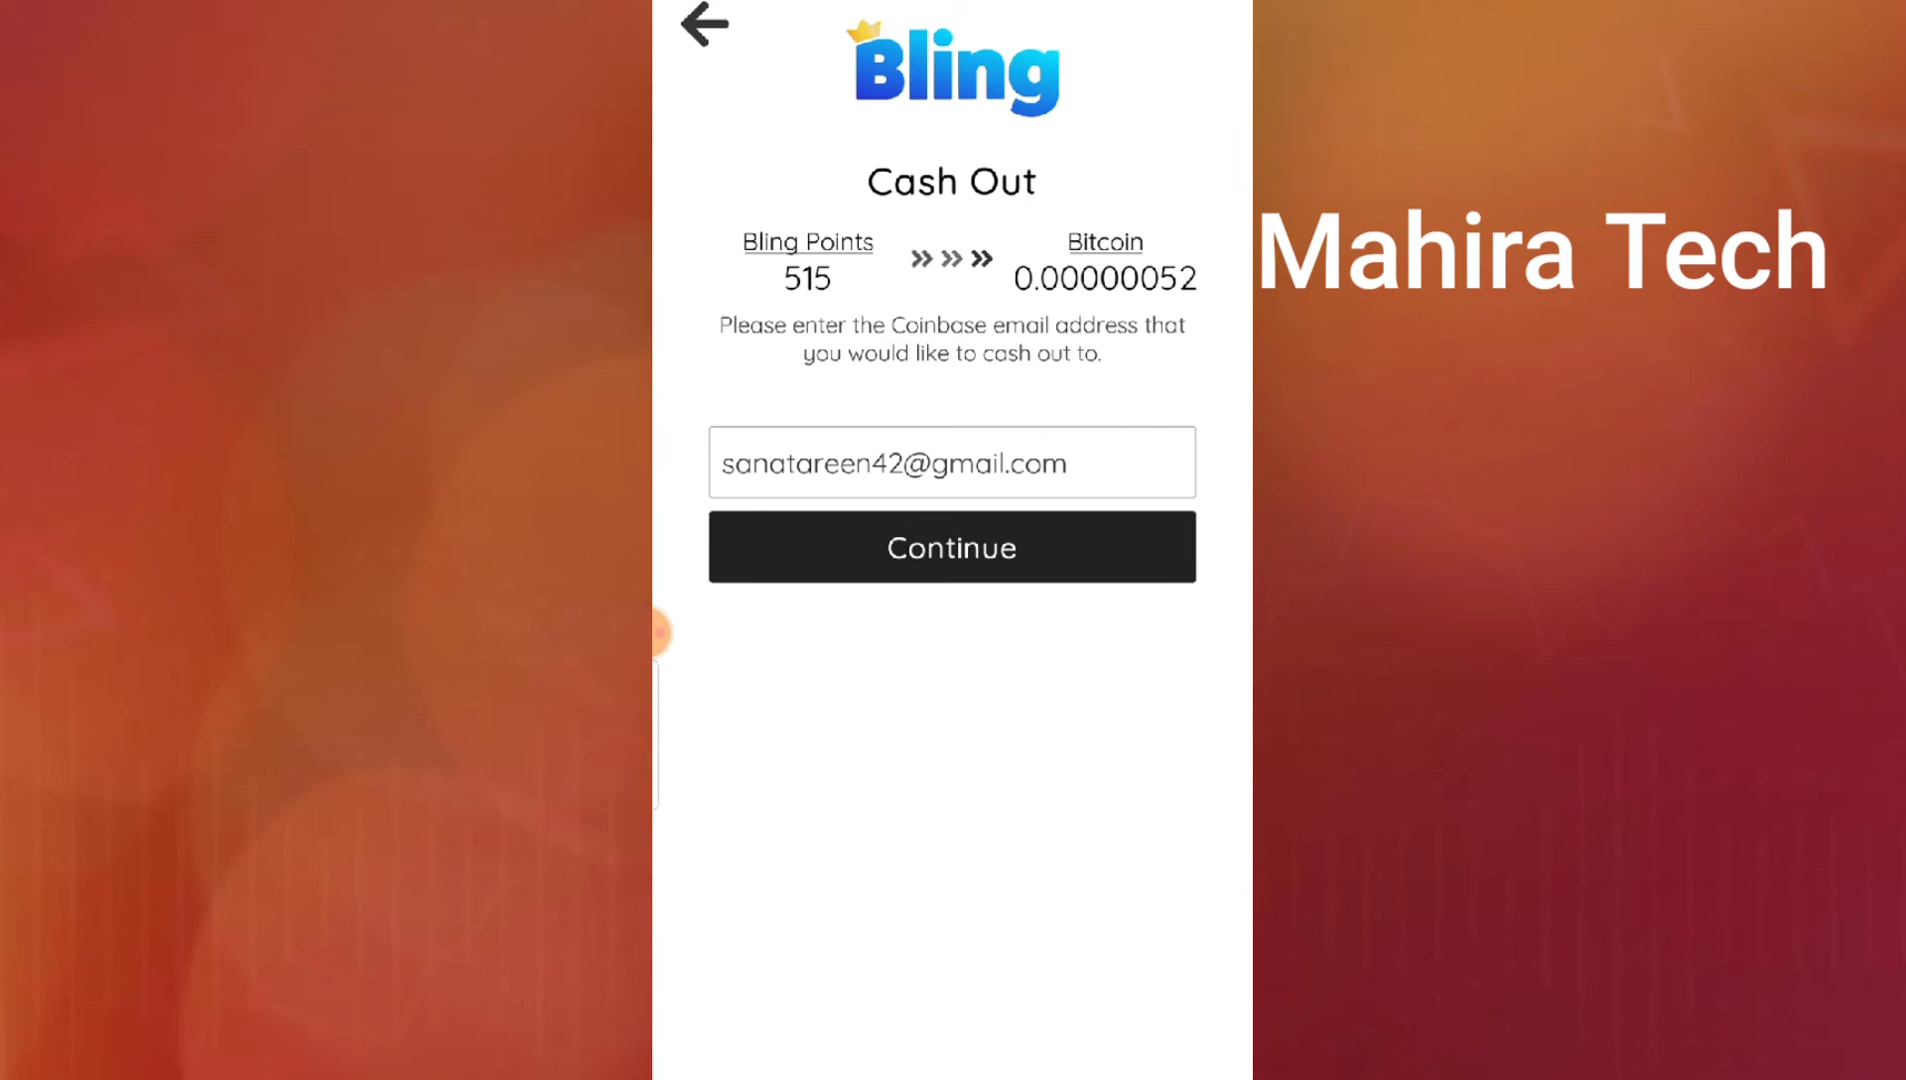 Bling
Cash Out
Bling Points
Bitcoin
515
0.00000052
Please enter the Coinbase email address that
you would like to cash out to.
sanatareen42@gmail.com
Continue
Mahira Tech